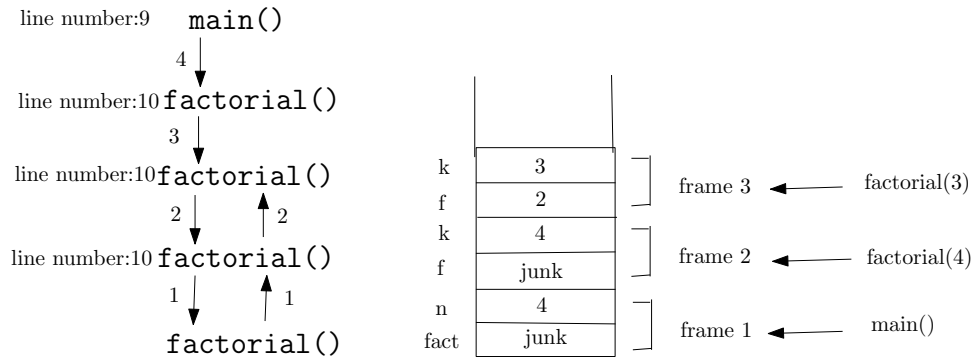 line number:9 main()
4
line number:10 factorial()
3
line number:10 factorial()
2 2
line number:10 factorial()
1 1
factorial()
k 3
f 2
frame 3 factorial(3)
k 4
f junk
frame 2 factorial(4)
n 4
fact junk
frame 1 main()